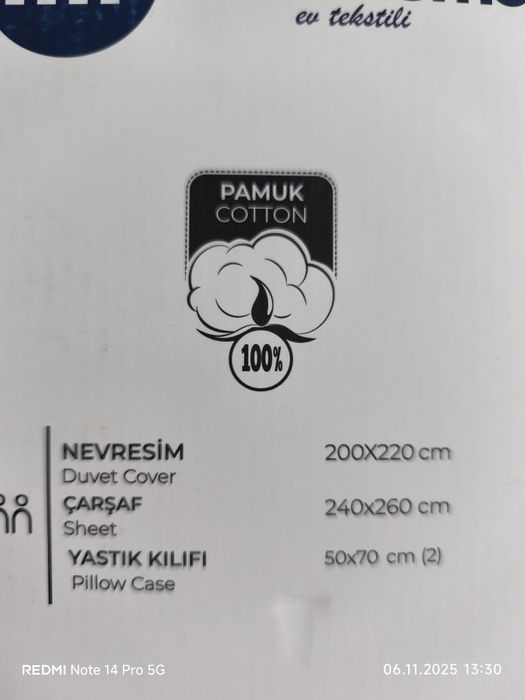 ev tekstili
PAMUK
COTTON
100%
NEVRESİM 200X220 cm
Duvet Cover
ÇARŞAF 240x260 cm
Sheet
YASTIK KILIFI 50x70 cm (2)
Pillow Case
REDMI Note 14 Pro 5G 06.11.2025 13:30